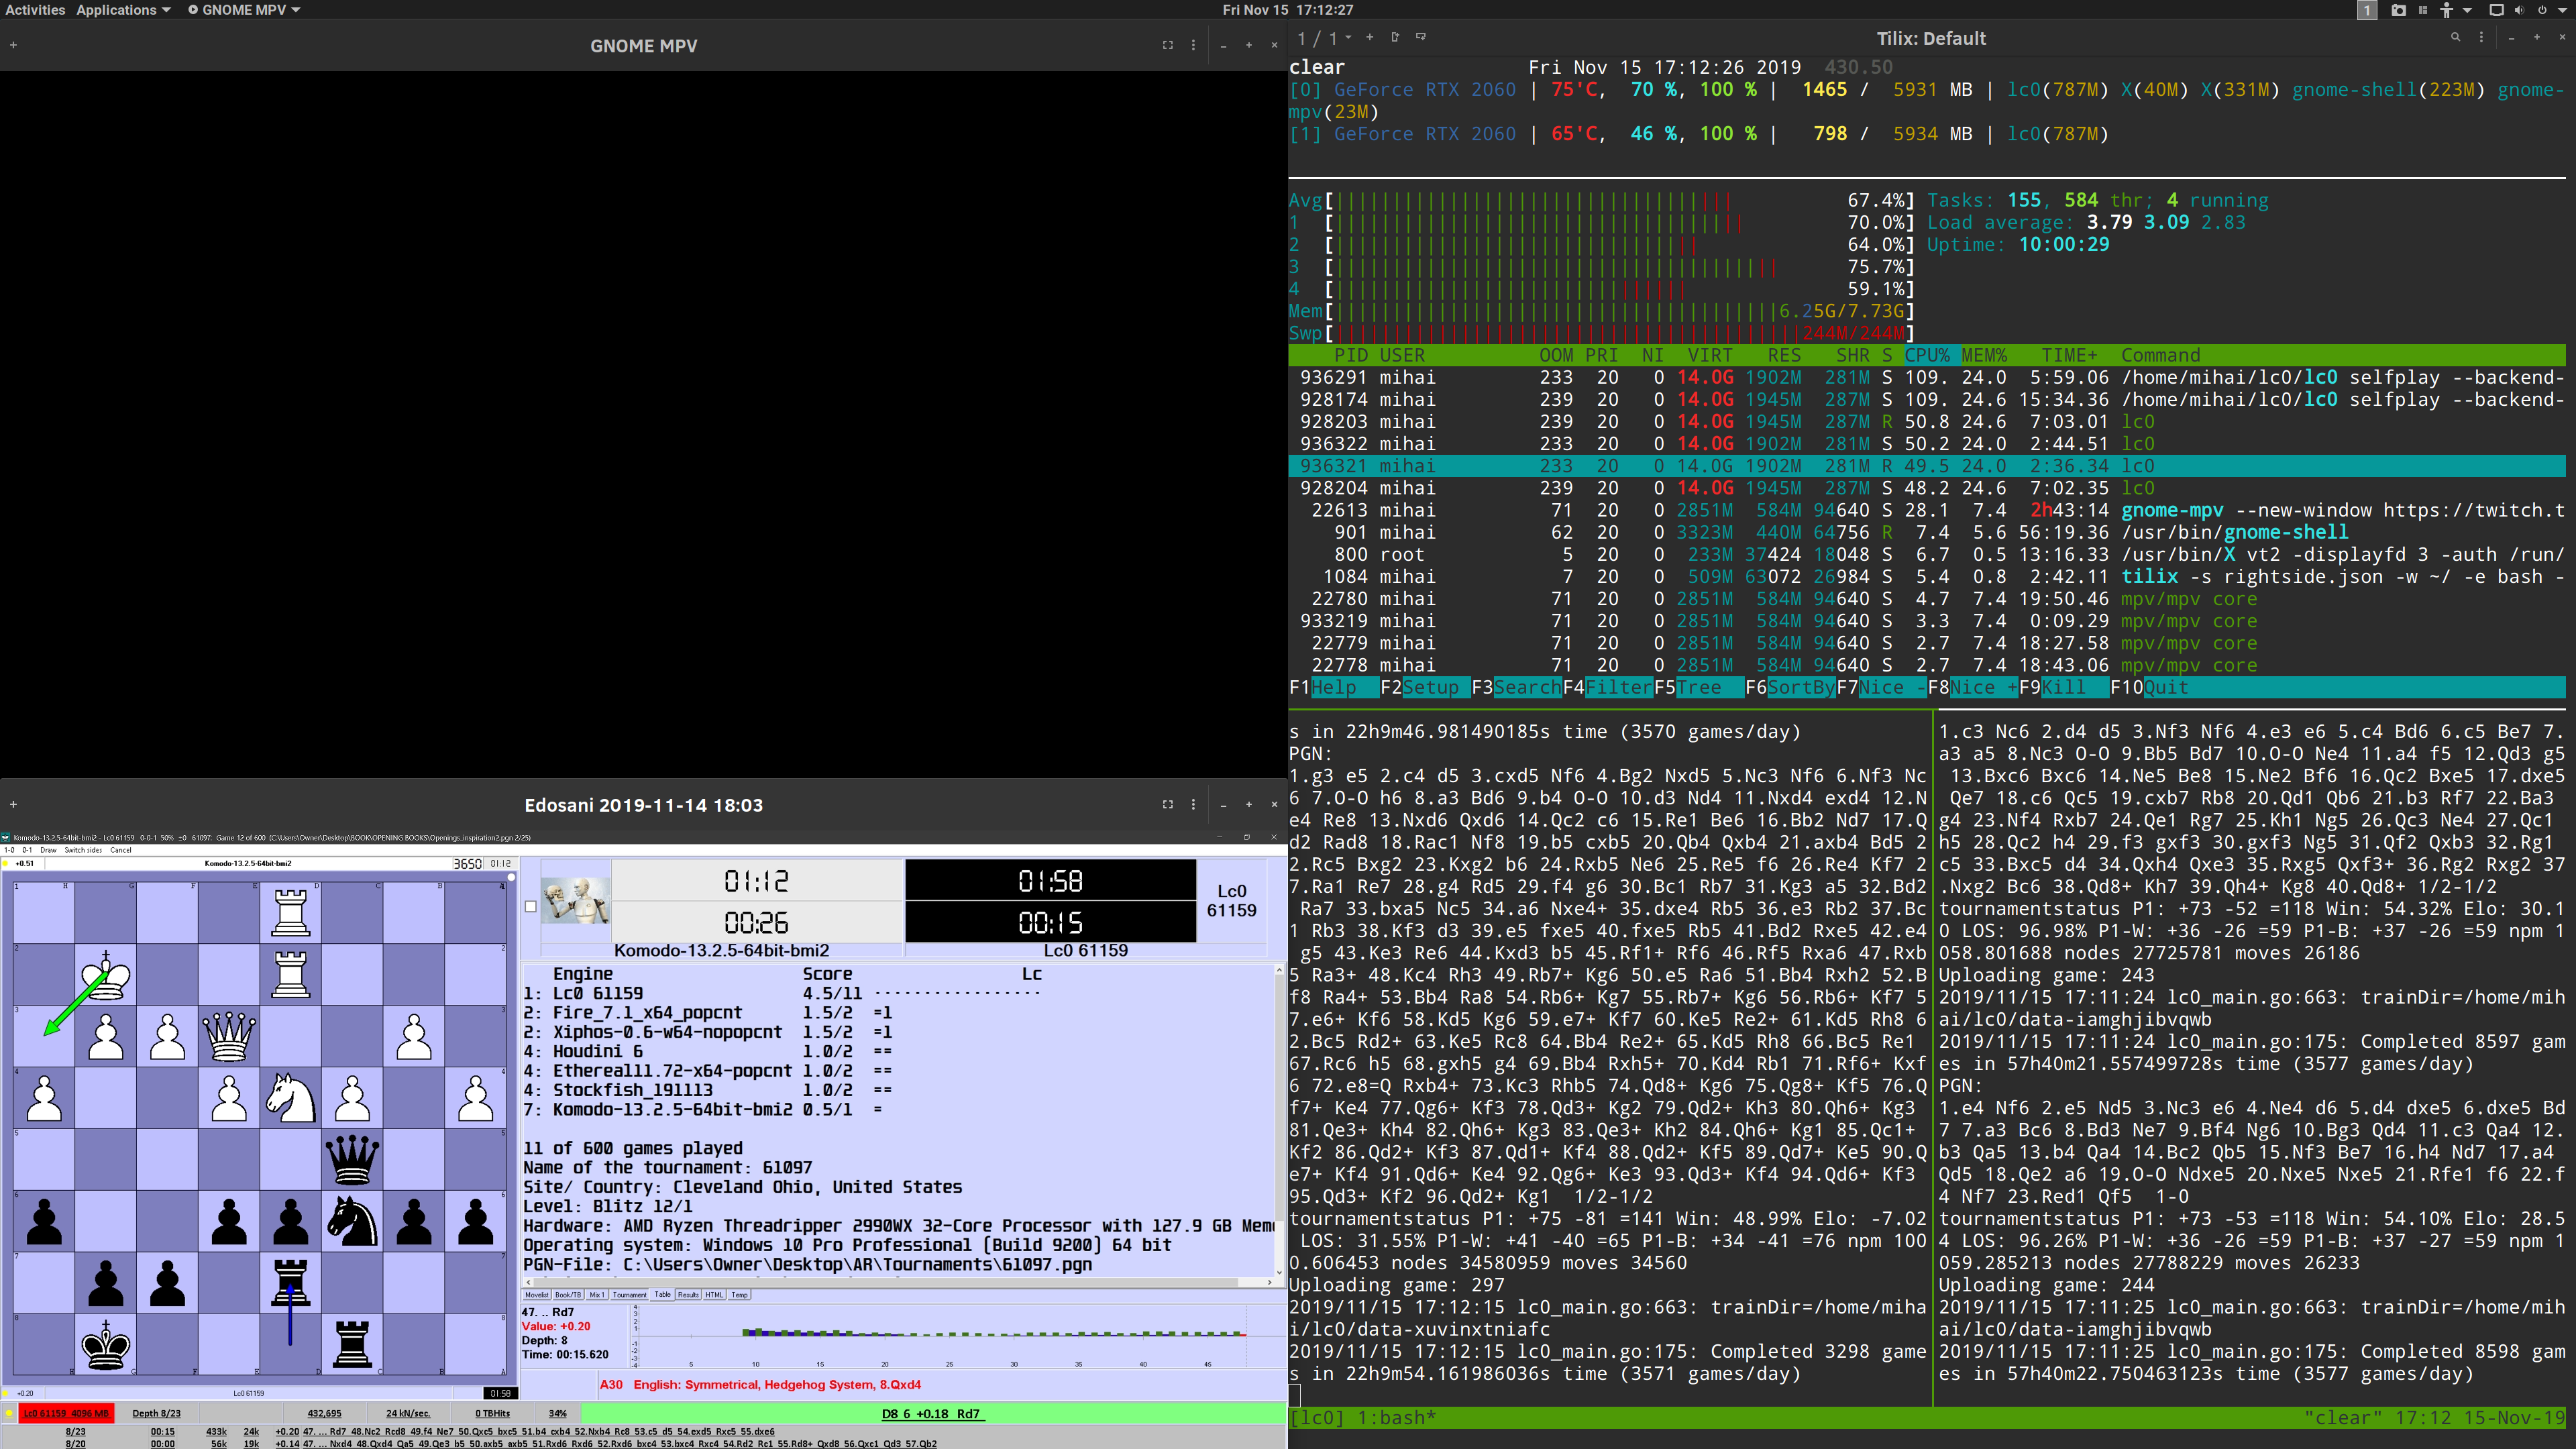 Activities Applications GNOME MPV Fri Nov 15 17:12:27 1
GNOME MPV
1 / 1 Tilix: Default
clear Fri Nov 15 17:12:26 2019 430.50
[0] GeForce RTX 2060 | 75'C, 70 %, 100 % | 1465 / 5931 MB | lc0(787M) X(40M) X(331M) gnome-shell(223M) gnome-
mpv(23M)
[1] GeForce RTX 2060 | 65'C, 46 %, 100 % | 798 / 5934 MB | lc0(787M)
Avg[ 67.4%] Tasks: 155, 584 thr; 4 running
1 [ 70.0%] Load average: 3.79 3.09 2.83
2 [ 64.0%] Uptime: 10:00:29
3 [ 75.7%]
4 [ 59.1%]
Mem[ 6.25G/7.73G]
Swp[ 244M/244M]
PID USER OOM PRI NI VIRT RES SHR S CPU% MEM% TIME+ Command
936291 mihai 233 20 0 14.0G 1902M 281M S 109. 24.0 5:59.06 /home/mihai/lc0/lc0 selfplay --backend-
928174 mihai 239 20 0 14.0G 1945M 287M S 109. 24.6 15:34.36 /home/mihai/lc0/lc0 selfplay --backend-
928203 mihai 239 20 0 14.0G 1945M 287M R 50.8 24.6 7:03.01 lc0
936322 mihai 233 20 0 14.0G 1902M 281M S 50.2 24.0 2:44.51 lc0
936321 mihai 233 20 0 14.0G 1902M 281M R 49.5 24.0 2:36.34 lc0
928204 mihai 239 20 0 14.0G 1945M 287M S 48.2 24.6 7:02.35 lc0
22613 mihai 71 20 0 2851M 584M 94640 S 28.1 7.4 2h43:14 gnome-mpv --new-window https://twitch.t
901 mihai 62 20 0 3323M 440M 64756 R 7.4 5.6 56:19.36 /usr/bin/gnome-shell
800 root 5 20 0 233M 37424 18048 S 6.7 0.5 13:16.33 /usr/bin/X vt2 -displayfd 3 -auth /run/
1084 mihai 7 20 0 509M 63072 26984 S 5.4 0.8 2:42.11 tilix -s rightside.json -w ~/ -e bash -
22780 mihai 71 20 0 2851M 584M 94640 S 4.7 7.4 19:50.46 mpv/mpv core
933219 mihai 71 20 0 2851M 584M 94640 S 3.3 7.4 0:09.29 mpv/mpv core
22779 mihai 71 20 0 2851M 584M 94640 S 2.7 7.4 18:27.58 mpv/mpv core
22778 mihai 71 20 0 2851M 584M 94640 S 2.7 7.4 18:43.06 mpv/mpv core
F1Help F2Setup F3SearchF4FilterF5Tree F6SortByF7Nice -F8Nice +F9Kill F10Quit
s in 22h9m46.981490185s time (3570 games/day)
PGN:
1.g3 e5 2.c4 d5 3.cxd5 Nf6 4.Bg2 Nxd5 5.Nc3 Nf6 6.Nf3 Nc
6 7.O-O h6 8.a3 Bd6 9.b4 O-O 10.d3 Nd4 11.Nxd4 exd4 12.N
e4 Re8 13.Nxd6 Qxd6 14.Qc2 c6 15.Re1 Be6 16.Bb2 Nd7 17.Q
d2 Rad8 18.Rac1 Nf8 19.b5 cxb5 20.Qb4 Qxb4 21.axb4 Bd5 2
2.Rc5 Bxg2 23.Kxg2 b6 24.Rxb5 Ne6 25.Re5 f6 26.Re4 Kf7 2
7.Ra1 Re7 28.g4 Rd5 29.f4 g6 30.Bc1 Rb7 31.Kg3 a5 32.Bd2
Ra7 33.bxa5 Nc5 34.a6 Nxe4+ 35.dxe4 Rb5 36.e3 Rb2 37.Bc
1 Rb3 38.Kf3 d3 39.e5 fxe5 40.fxe5 Rb5 41.Bd2 Rxe5 42.e4
g5 43.Ke3 Re6 44.Kxd3 b5 45.Rf1+ Rf6 46.Rf5 Rxa6 47.Rxb
5 Ra3+ 48.Kc4 Rh3 49.Rb7+ Kg6 50.e5 Ra6 51.Bb4 Rxh2 52.B
f8 Ra4+ 53.Bb4 Ra8 54.Rb6+ Kg7 55.Rb7+ Kg6 56.Rb6+ Kf7 5
7.e6+ Kf6 58.Kd5 Kg6 59.e7+ Kf7 60.Ke5 Re2+ 61.Kd5 Rh8 6
2.Bc5 Rd2+ 63.Ke5 Rc8 64.Bb4 Re2+ 65.Kd5 Rh8 66.Bc5 Re1
67.Rc6 h5 68.gxh5 g4 69.Bb4 Rxh5+ 70.Kd4 Rb1 71.Rf6+ Kxf
6 72.e8=Q Rxb4+ 73.Kc3 Rhb5 74.Qd8+ Kg6 75.Qg8+ Kf5 76.Q
f7+ Ke4 77.Qg6+ Kf3 78.Qd3+ Kg2 79.Qd2+ Kh3 80.Qh6+ Kg3
81.Qe3+ Kh4 82.Qh6+ Kg3 83.Qe3+ Kh2 84.Qh6+ Kg1 85.Qc1+
Kf2 86.Qd2+ Kf3 87.Qd1+ Kf4 88.Qd2+ Kf5 89.Qd7+ Ke5 90.Q
e7+ Kf4 91.Qd6+ Ke4 92.Qg6+ Ke3 93.Qd3+ Kf4 94.Qd6+ Kf3
95.Qd3+ Kf2 96.Qd2+ Kg1 1/2-1/2
tournamentstatus P1: +75 -81 =141 Win: 48.99% Elo: -7.02
LOS: 31.55% P1-W: +41 -40 =65 P1-B: +34 -41 =76 npm 100
0.606453 nodes 34580959 moves 34560
Uploading game: 297
2019/11/15 17:12:15 lc0_main.go:663: trainDir=/home/miha
i/lc0/data-xuvinxtniafc
2019/11/15 17:12:15 lc0_main.go:175: Completed 3298 game
s in 22h9m54.161986036s time (3571 games/day)
1.c3 Nc6 2.d4 d5 3.Nf3 Nf6 4.e3 e6 5.c4 Bd6 6.c5 Be7 7.
a3 a5 8.Nc3 O-O 9.Bb5 Bd7 10.O-O Ne4 11.a4 f5 12.Qd3 g5
13.Bxc6 Bxc6 14.Ne5 Be8 15.Ne2 Bf6 16.Qc2 Bxe5 17.dxe5
Qe7 18.c6 Qc5 19.cxb7 Rb8 20.Qd1 Qb6 21.b3 Rf7 22.Ba3
g4 23.Nf4 Rxb7 24.Qe1 Rg7 25.Kh1 Ng5 26.Qc3 Ne4 27.Qc1
h5 28.Qc2 h4 29.f3 gxf3 30.gxf3 Ng5 31.Qf2 Qxb3 32.Rg1
c5 33.Bxc5 d4 34.Qxh4 Qxe3 35.Rxg5 Qxf3+ 36.Rg2 Rxg2 37
.Nxg2 Bc6 38.Qd8+ Kh7 39.Qh4+ Kg8 40.Qd8+ 1/2-1/2
tournamentstatus P1: +73 -52 =118 Win: 54.32% Elo: 30.1
0 LOS: 96.98% P1-W: +36 -26 =59 P1-B: +37 -26 =59 npm 1
058.801688 nodes 27725781 moves 26186
Uploading game: 243
2019/11/15 17:11:24 lc0_main.go:663: trainDir=/home/mih
ai/lc0/data-iamghjibvqwb
2019/11/15 17:11:24 lc0_main.go:175: Completed 8597 gam
es in 57h40m21.557499728s time (3577 games/day)
PGN:
1.e4 Nf6 2.e5 Nd5 3.Nc3 e6 4.Ne4 d6 5.d4 dxe5 6.dxe5 Bd
7 7.a3 Bc6 8.Bd3 Ne7 9.Bf4 Ng6 10.Bg3 Qd4 11.c3 Qa4 12.
b3 Qa5 13.b4 Qa4 14.Bc2 Qb5 15.Nf3 Be7 16.h4 Nd7 17.a4
Qd5 18.Qe2 a6 19.O-O Ndxe5 20.Nxe5 Nxe5 21.Rfe1 f6 22.f
4 Nf7 23.Red1 Qf5 1-0
tournamentstatus P1: +73 -53 =118 Win: 54.10% Elo: 28.5
4 LOS: 96.26% P1-W: +36 -26 =59 P1-B: +37 -27 =59 npm 1
059.285213 nodes 27788229 moves 26233
Uploading game: 244
2019/11/15 17:11:25 lc0_main.go:663: trainDir=/home/mih
ai/lc0/data-iamghjibvqwb
2019/11/15 17:11:25 lc0_main.go:175: Completed 8598 gam
es in 57h40m22.750463123s time (3577 games/day)
[lc0] 1:bash* "clear" 17:12 15-Nov-19
Edosani 2019-11-14 18:03
Komodo-13.2.5-64bit-bmi2 - Lc0 61159 0-0-1 50% ±0 61097: Game 12 of 600 (C:\Users\Owner\Desktop\BOOK\OPENING BOOKS\Openings_inspiration2.pgn 2/25)
1-0 0-1 Draw Switch sides Cancel
+0.51 Komodo-13.2.5-64bit-bmi2 3650 01:12
01:12 01:58
00:26 00:15
Lc0
61159
Komodo-13.2.5-64bit-bmi2 Lc0 61159
Engine Score Lc
1: Lc0 61159 4.5/11 -----------------
2: Fire_7.1_x64_popcnt 1.5/2 =1
2: Xiphos-0.6-w64-nopopcnt 1.5/2 =1
4: Houdini 6 1.0/2 ==
4: Ethereal11.72-x64-popcnt 1.0/2 ==
4: Stockfish_191113 1.0/2 ==
7: Komodo-13.2.5-64bit-bmi2 0.5/1 =
11 of 600 games played
Name of the tournament: 61097
Site/ Country: Cleveland Ohio, United States
Level: Blitz 12/1
Hardware: AMD Ryzen Threadripper 2990WX 32-Core Processor with 127.9 GB Mem
Operating system: Windows 10 Pro Professional (Build 9200) 64 bit
PGN-File: C:\Users\Owner\Desktop\AR\Tournaments\61097.pgn
Movelist Book/TB Mix 1 Tournament Table Results HTML Temp
47. .. Rd7
Value: +0.20
Depth: 8
Time: 00:15.620
5 10 15 20 25 30 35 40 45
A30 English: Symmetrical, Hedgehog System, 8.Qxd4
+0.20 Lc0 61159 01:58
Lc0 61159 4096 MB Depth 8/23 432,695 24 kN/sec. 0 TBHits 34% D8 6 +0.18 Rd7
8/23 00:15 433k 24k +0.20 47. ... Rd7 48.Nc2 Rcd8 49.f4 Ne7 50.Qxc5 bxc5 51.b4 cxb4 52.Nxb4 Rc8 53.c5 d5 54.exd5 Rxc5 55.dxe6
8/20 00:00 56k 19k +0.14 47. ... Nxd4 48.Qxd4 Qa5 49.Qe3 b5 50.axb5 axb5 51.Rxd6 Rxd6 52.Rxd6 bxc4 53.bxc4 Rxc4 54.Rd2 Rc1 55.Rd8+ Qxd8 56.Qxc1 Qd3 57.Qb2